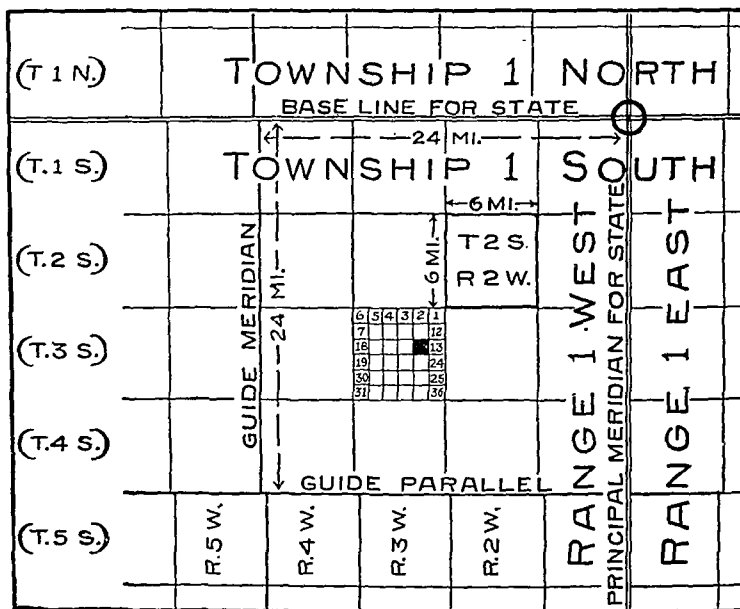 (T 1 N.)
TOWNSHIP 1 NORTH
BASE LINE FOR STATE
24 MI.
(T.1 S.)
TOWNSHIP 1 SOUTH
6 MI.
(T.2 S.)
GUIDE MERIDIAN
24 MI.
6 MI.
T 2 S.
R 2 W.
RANGE 1 WEST
PRINCIPAL MERIDIAN FOR STATE
RANGE 1 EAST
(T.3 S.)
6 5 4 3 2 1
7 12
18 13
19 24
30 25
31 36
(T.4 S.)
GUIDE PARALLEL
(T.5 S.)
R.5 W.
R.4 W.
R.3 W.
R.2 W.